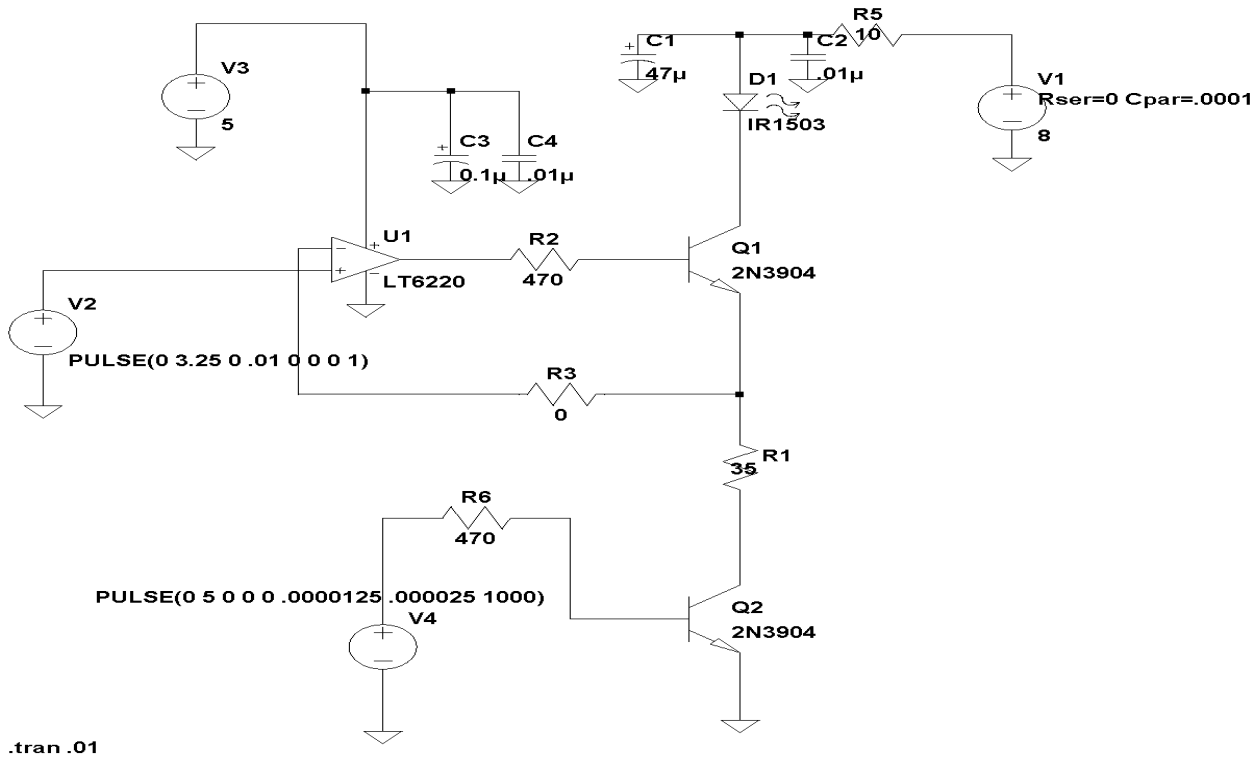 R5
10
C1
47µ
C2
.01µ
D1
IR1503
V1
Rser=0 Cpar=.0001
8
V3
5
C3
0.1µ
C4
.01µ
U1
LT6220
R2
470
Q1
2N3904
V2
PULSE(0 3.25 0 .01 0 0 0 1)
R3
0
R1
35
R6
470
PULSE(0 5 0 0 0 .0000125 .000025 1000)
V4
Q2
2N3904
.tran .01